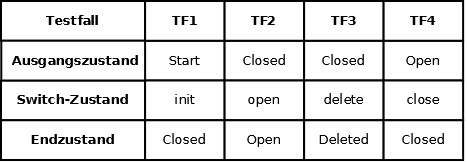 Testfall TF1 TF2 TF3 TF4
Ausgangszustand Start Closed Closed Open
Switch-Zustand init open delete close
Endzustand Closed Open Deleted Closed